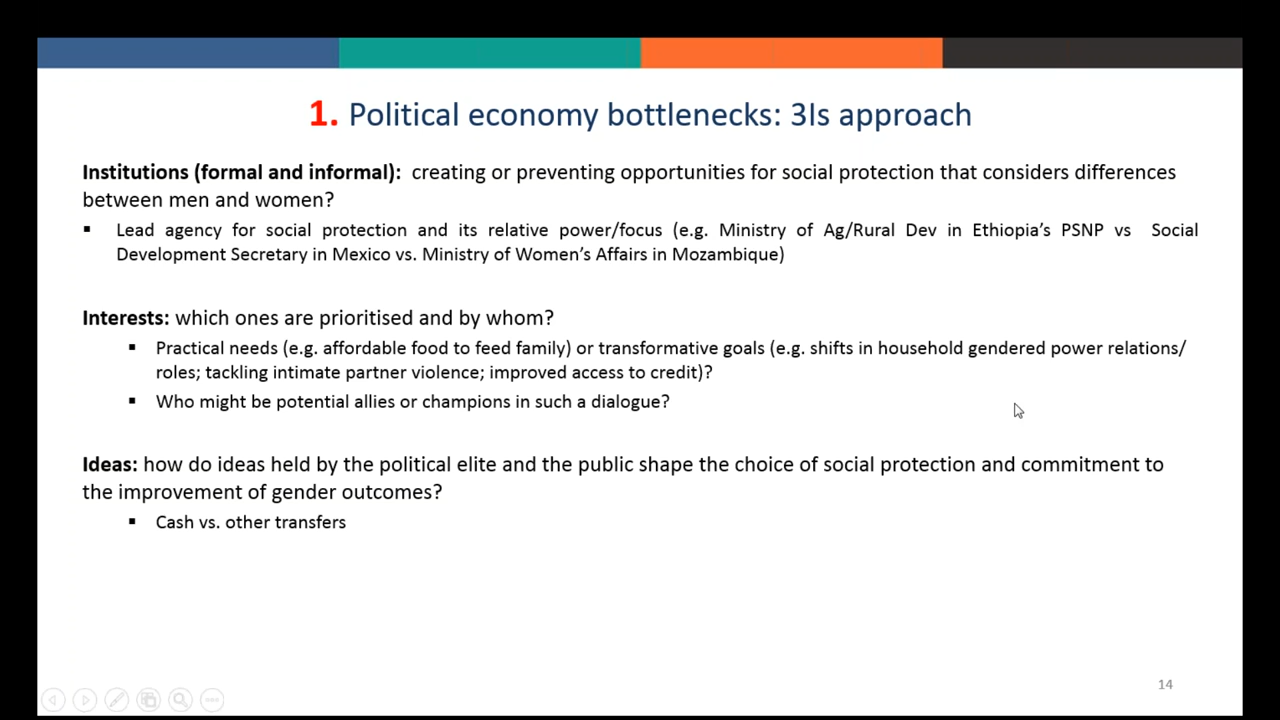 1. Political economy bottlenecks: 3Is approach
Institutions (formal and informal): creating or preventing opportunities for social protection that considers differences
between men and women?
▪ Lead agency for social protection and its relative power/focus (e.g. Ministry of Ag/Rural Dev in Ethiopia’s PSNP vs Social
Development Secretary in Mexico vs. Ministry of Women’s Affairs in Mozambique)
Interests: which ones are prioritised and by whom?
▪ Practical needs (e.g. affordable food to feed family) or transformative goals (e.g. shifts in household gendered power relations/
roles; tackling intimate partner violence; improved access to credit)?
▪ Who might be potential allies or champions in such a dialogue?
Ideas: how do ideas held by the political elite and the public shape the choice of social protection and commitment to
the improvement of gender outcomes?
▪ Cash vs. other transfers
14